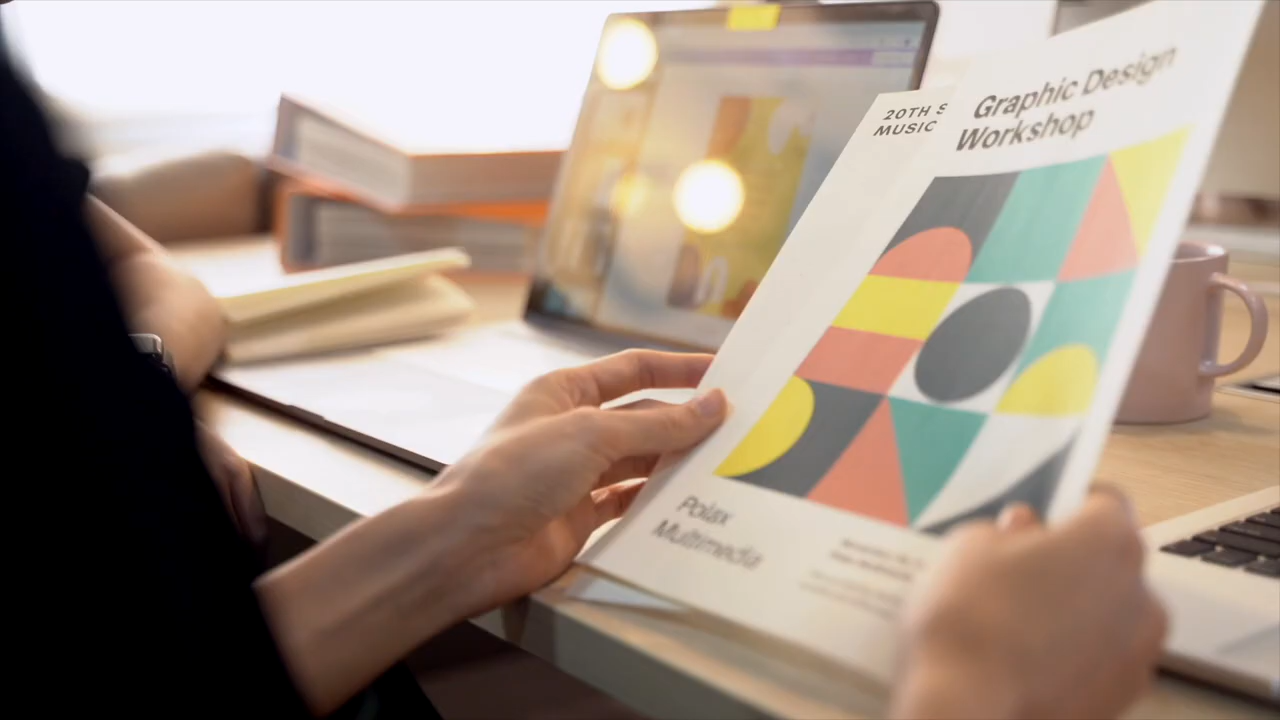 20TH S
MUSIC
Graphic Design
Workshop
Polax
Multimedia